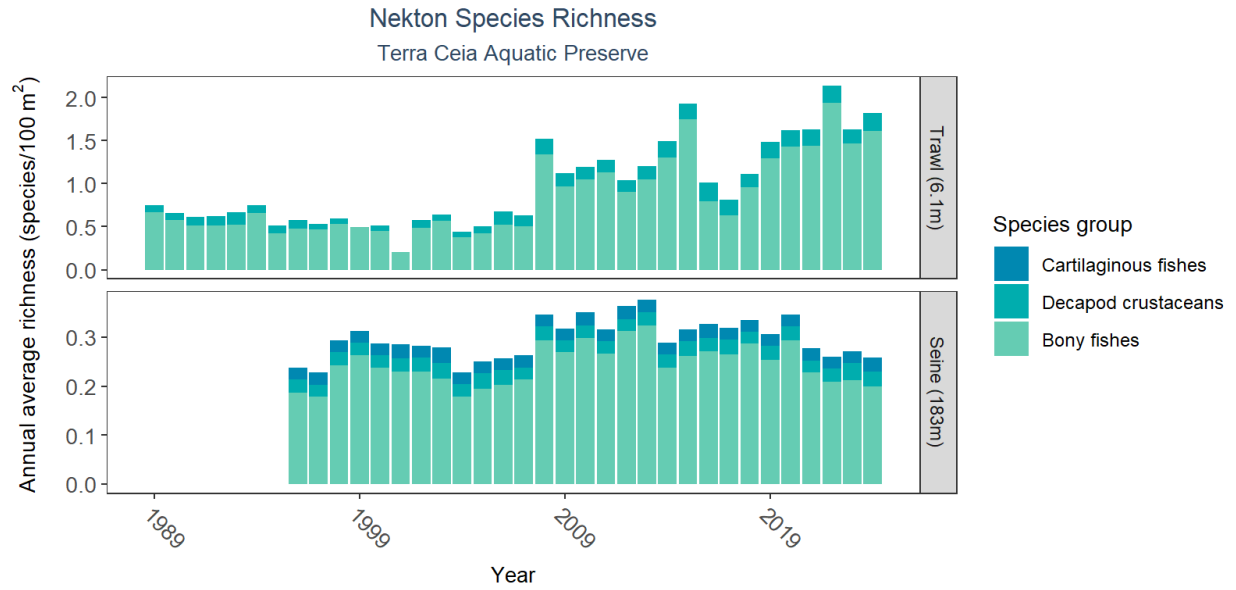 Nekton Species Richness
Terra Ceia Aquatic Preserve
Annual average richness (species/100 m²)
2.0
1.5
1.0
0.5
0.0
Trawl (6.1m)
0.3
0.2
0.1
0.0
Seine (183m)
1989
1999
2009
2019
Year
Species group
Cartilaginous fishes
Decapod crustaceans
Bony fishes